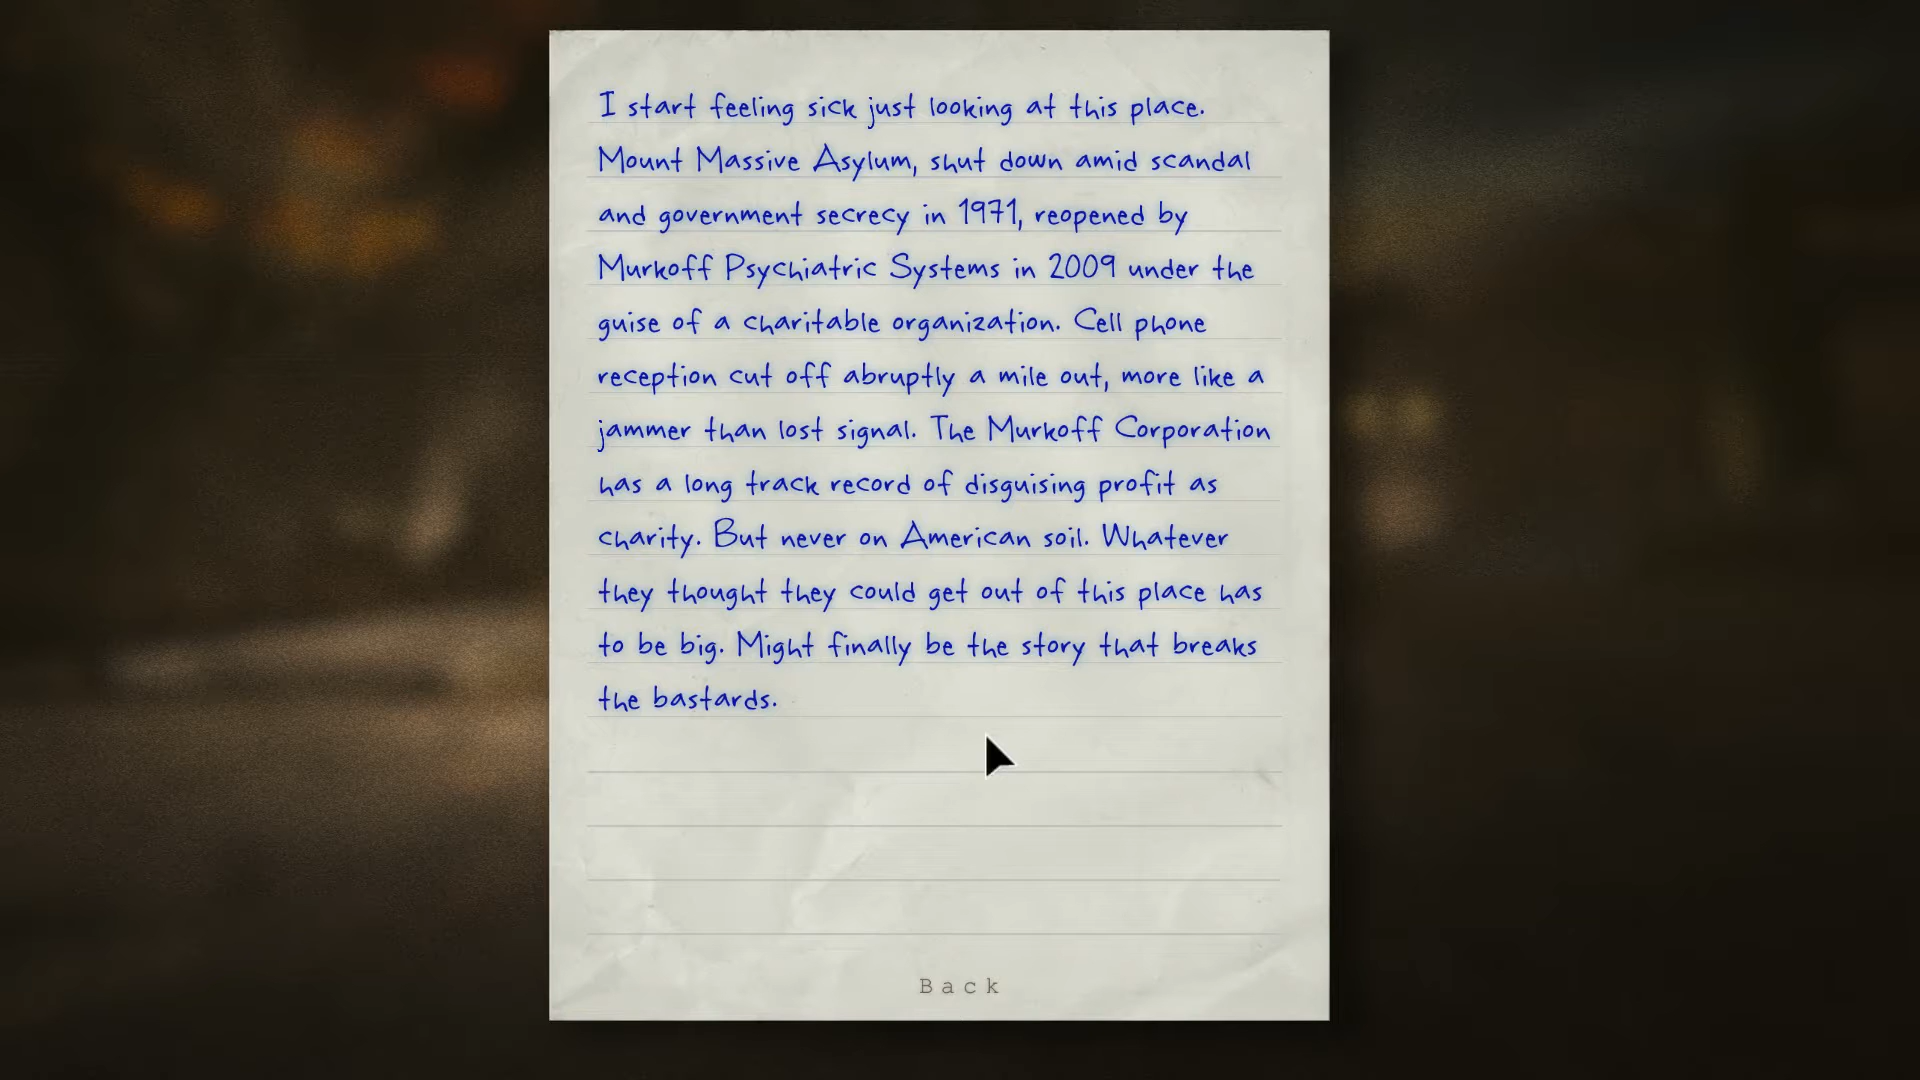 I start feeling sick just looking at this place.
Mount Massive Asylum, shut down amid scandal
and government secrecy in 1971, reopened by
Murkoff Psychiatric Systems in 2009 under the
guise of a charitable organization. Cell phone
reception cut off abruptly a mile out, more like a
jammer than lost signal. The Murkoff Corporation
has a long track record of disguising profit as
charity. But never on American soil. Whatever
they thought they could get out of this place has
to be big. Might finally be the story that breaks
the bastards.
Back